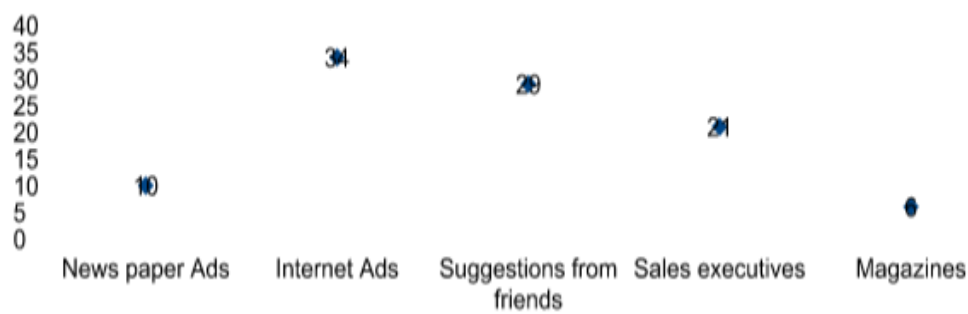 40
35
30
25
20
15
10
5
0
34
29
21
10
6
News paper Ads
Internet Ads
Suggestions from
friends
Sales executives
Magazines